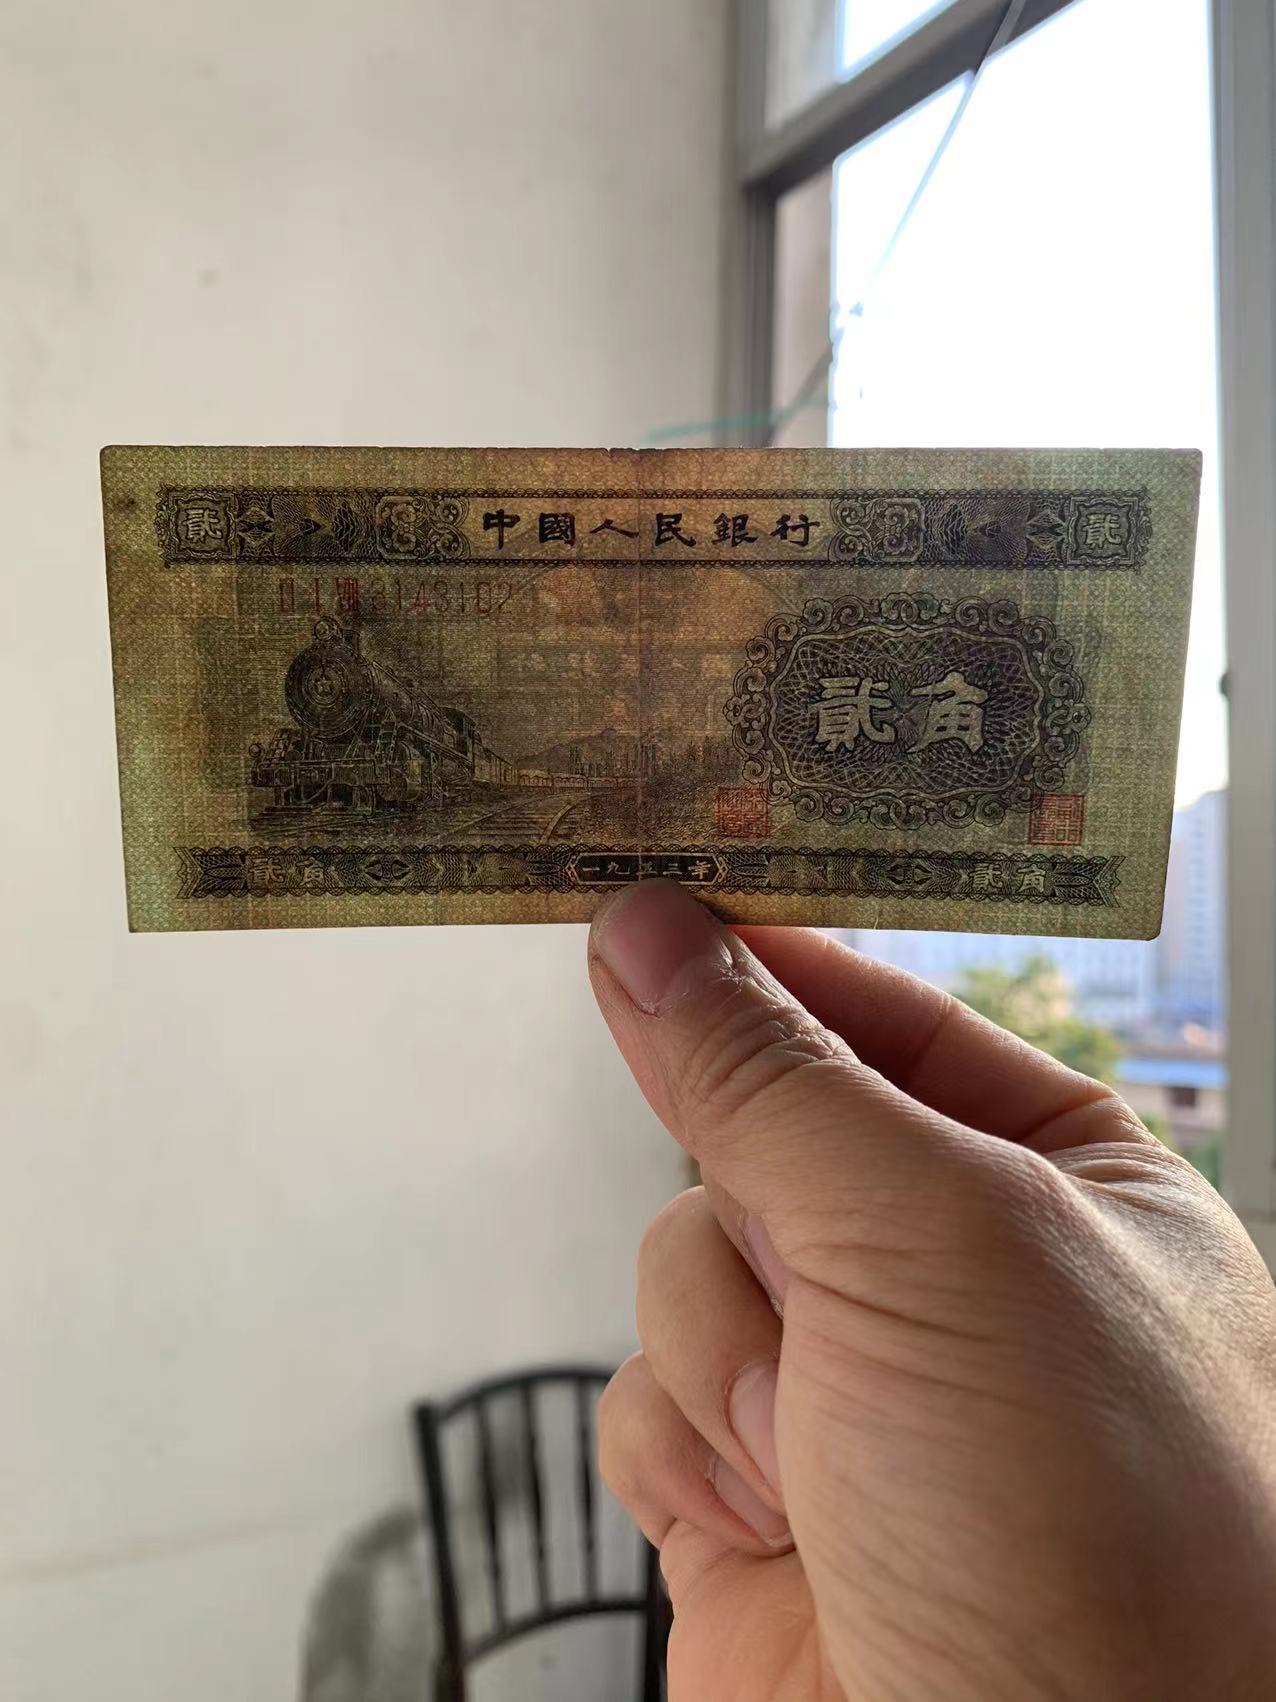 贰 中國人民銀行 贰
3143102
贰角
贰角 一九五三年 贰角